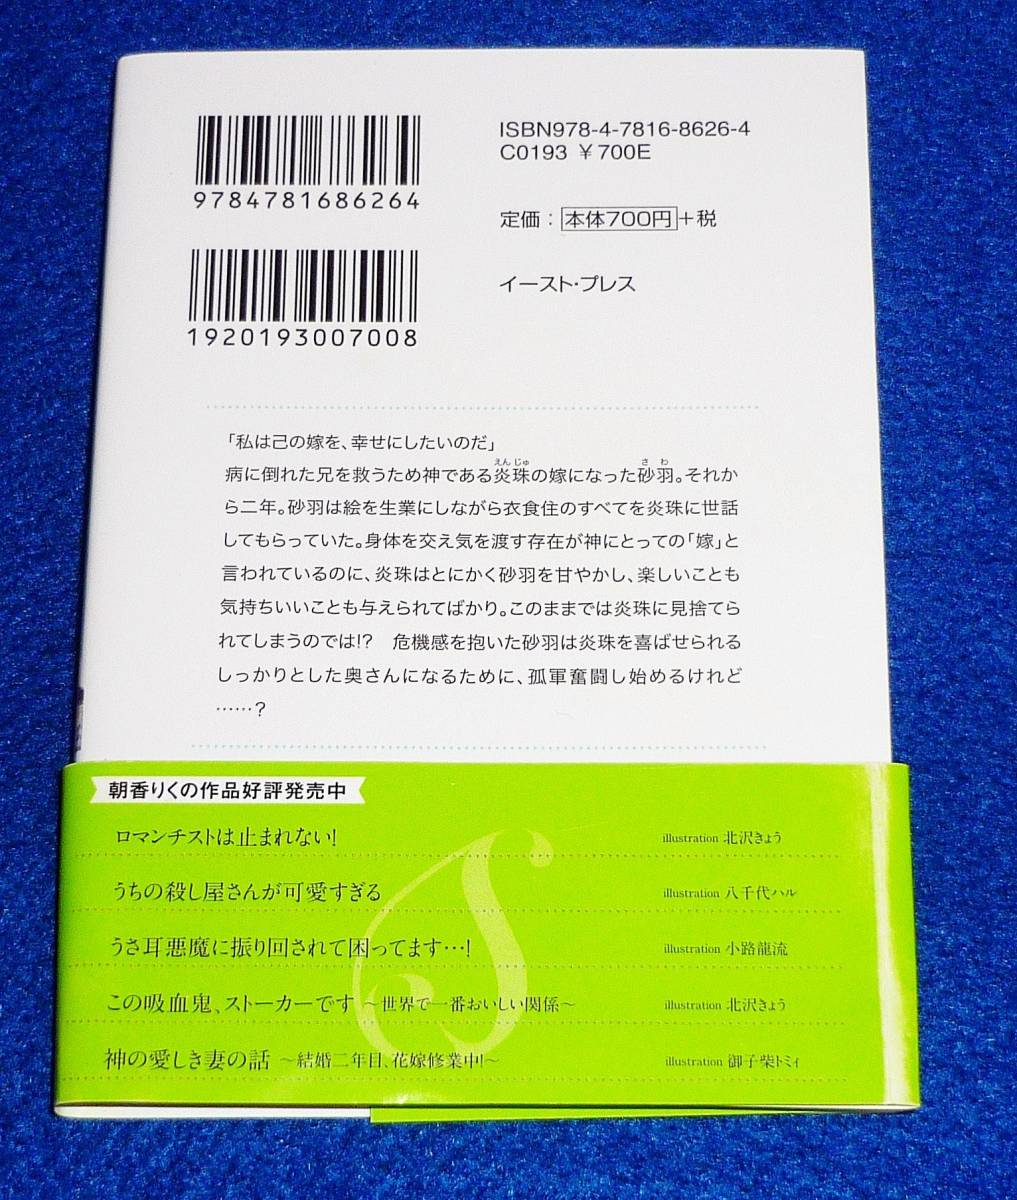 ISBN978-4-7816-8626-4
C0193 ￥700E
9784781686264
定価：本体700円+税
イースト・プレス
1920193007008
「私は己の嫁を、幸せにしたいのだ」
えんじゅ さわ
病に倒れた兄を救うため神である炎珠の嫁になった砂羽。それか
ら二年。砂羽は絵を生業にしながら衣食住のすべてを炎珠に世話
してもらっていた。身体を交え気を渡す存在が神にとっての「嫁」と
言われているのに、炎珠はとにかく砂羽を甘やかし、楽しいことも
気持ちいいことも与えられてばかり。このままでは炎珠に見捨てら
れてしまうのでは!?　危機感を抱いた砂羽は炎珠を喜ばせられる
しっかりとした奥さんになるために、孤軍奮闘し始めるけれど
……？
朝香りくの作品好評発売中
ロマンチストは止まれない! illustration 北沢きょう
うちの殺し屋さんが可愛すぎる illustration 八千代ハル
うさ耳悪魔に振り回されて困ってます…! illustration 小路龍流
この吸血鬼、ストーカーです ～世界で一番おいしい関係～ illustration 北沢きょう
神の愛しき妻の話 ～結婚二年目、花嫁修業中!～ illustration 御子柴トミィ